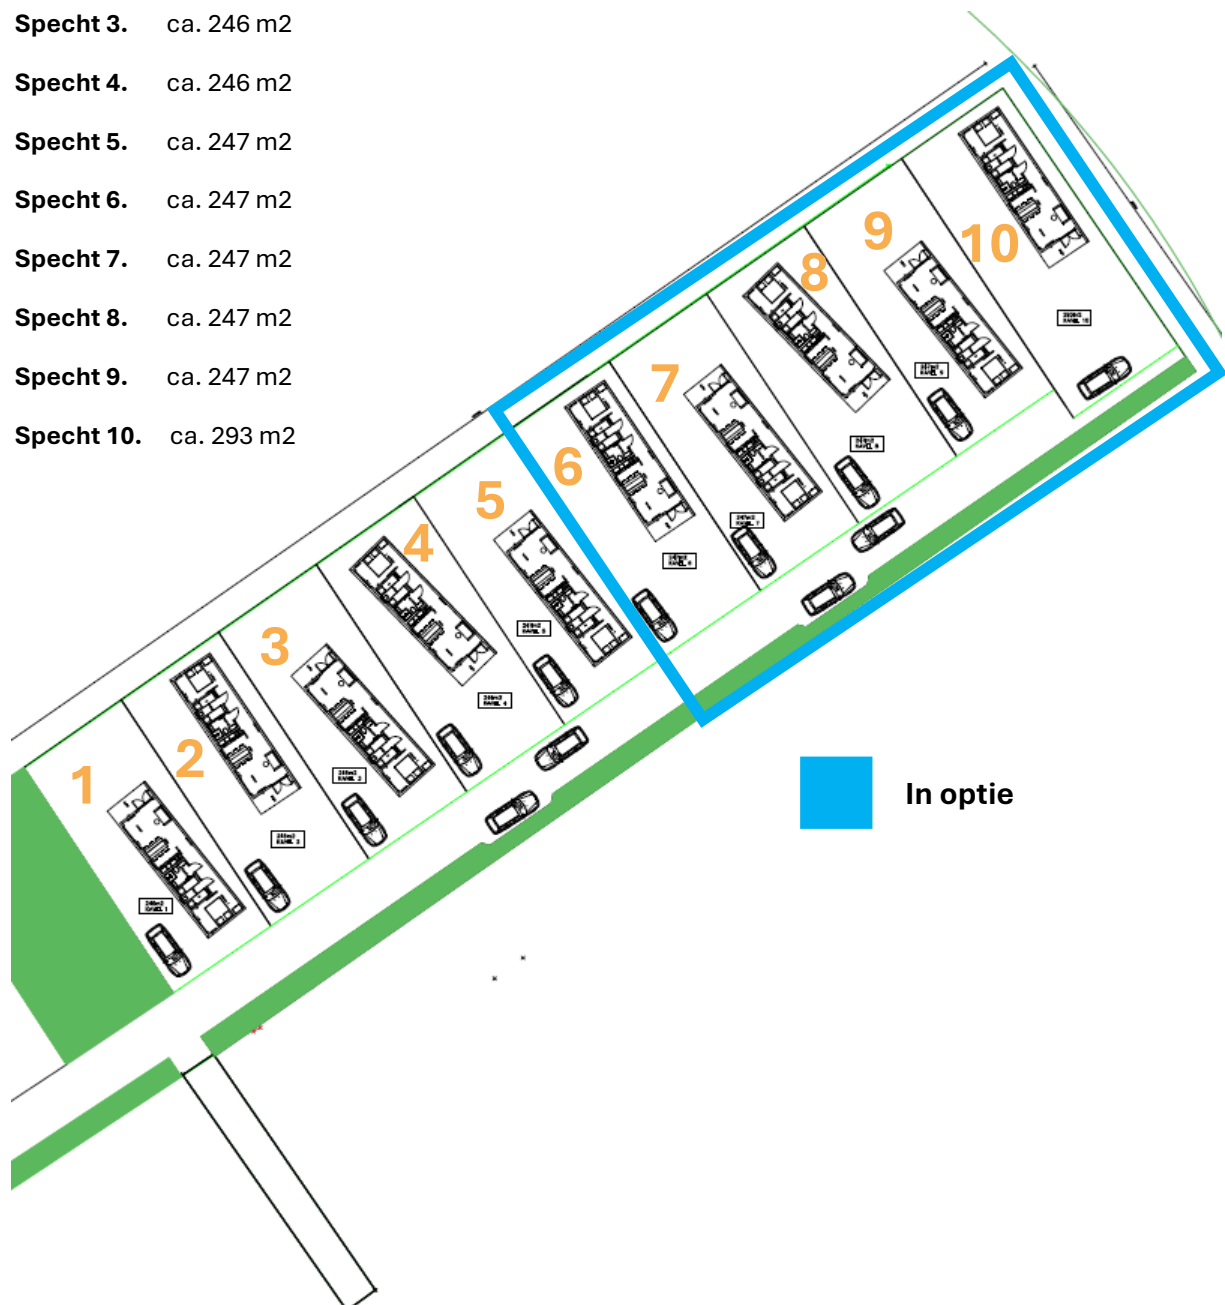 Specht 3. ca. 246 m2
Specht 4. ca. 246 m2
Specht 5. ca. 247 m2
Specht 6. ca. 247 m2
Specht 7. ca. 247 m2
Specht 8. ca. 247 m2
Specht 9. ca. 247 m2
Specht 10. ca. 293 m2
10
9
8
7
6
5
4
3
2
1
In optie